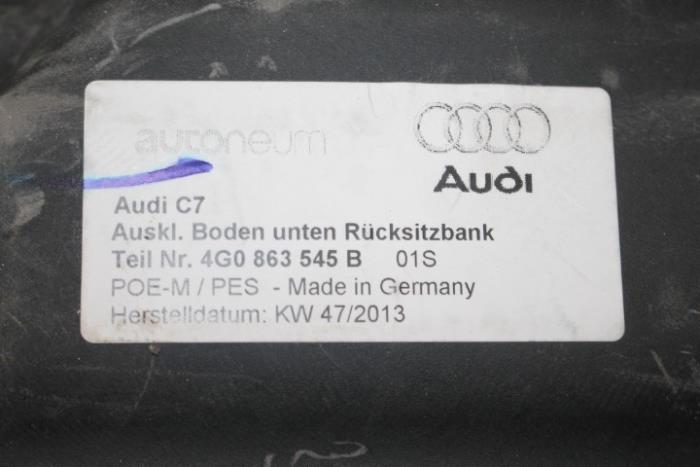 autoneum
Audi
Audi C7
Auskl. Boden unten Rücksitzbank
Teil Nr. 4G0 863 545 B 01S
POE-M / PES - Made in Germany
Herstelldatum: KW 47/2013